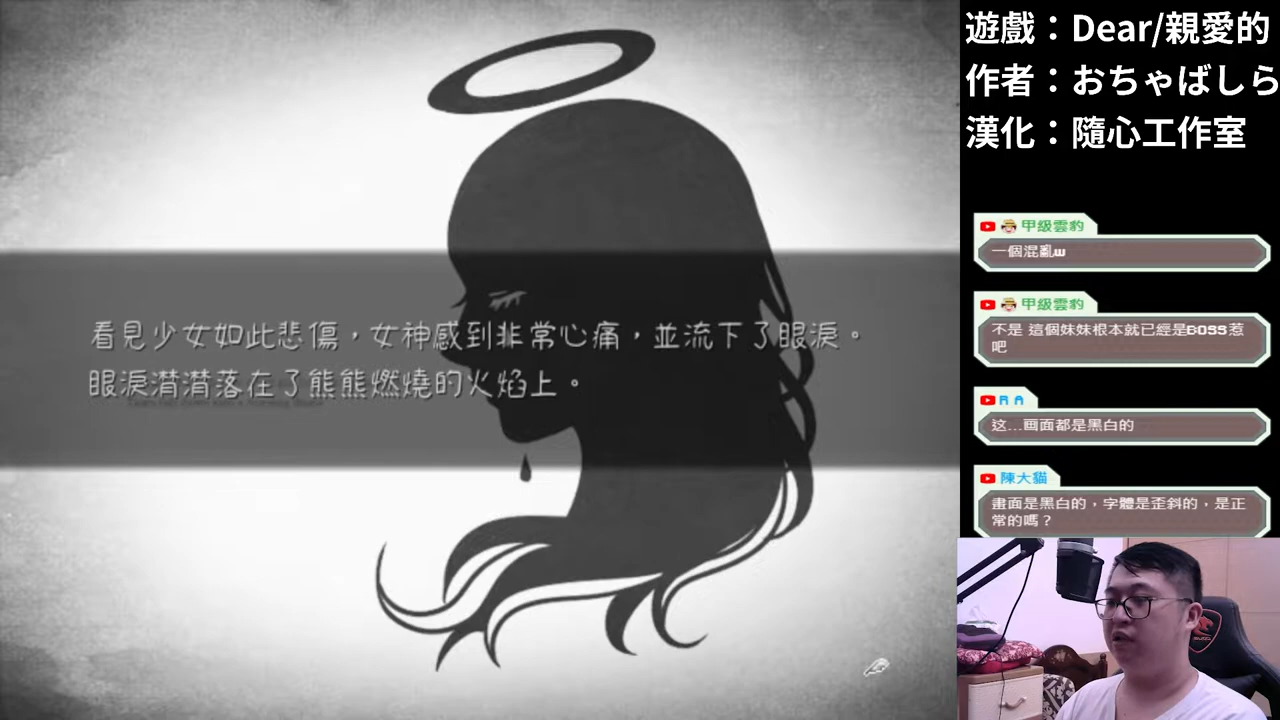 看見少女如此悲傷，女神感到非常心痛，並流下了眼淚。
眼淚潸潸落在了熊熊燃燒的火焰上。
遊戲：Dear/親愛的
作者：おちゃばしら
漢化：隨心工作室
甲級雲豹
一個混亂w
甲級雲豹
不是 這個妹妹根本就已經是BOSS惹
吧
R A
这...画面都是黑白的
陳大貓
畫面是黑白的，字體是歪斜的，是正
常的嗎？